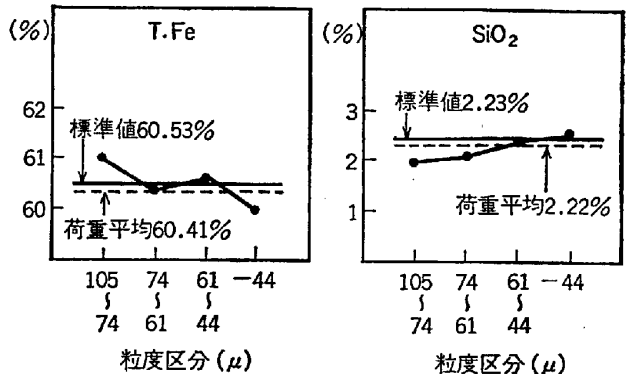 (%)
T.Fe
62
標準値60.53%
61
60
荷重平均60.41%
105 74 61 −44
~ ~ ~
74 61 44
粒度区分(μ)
(%)
SiO₂
3
標準値2.23%
2
荷重平均2.22%
1
105 74 61 −44
~ ~ ~
74 61 44
粒度区分(μ)